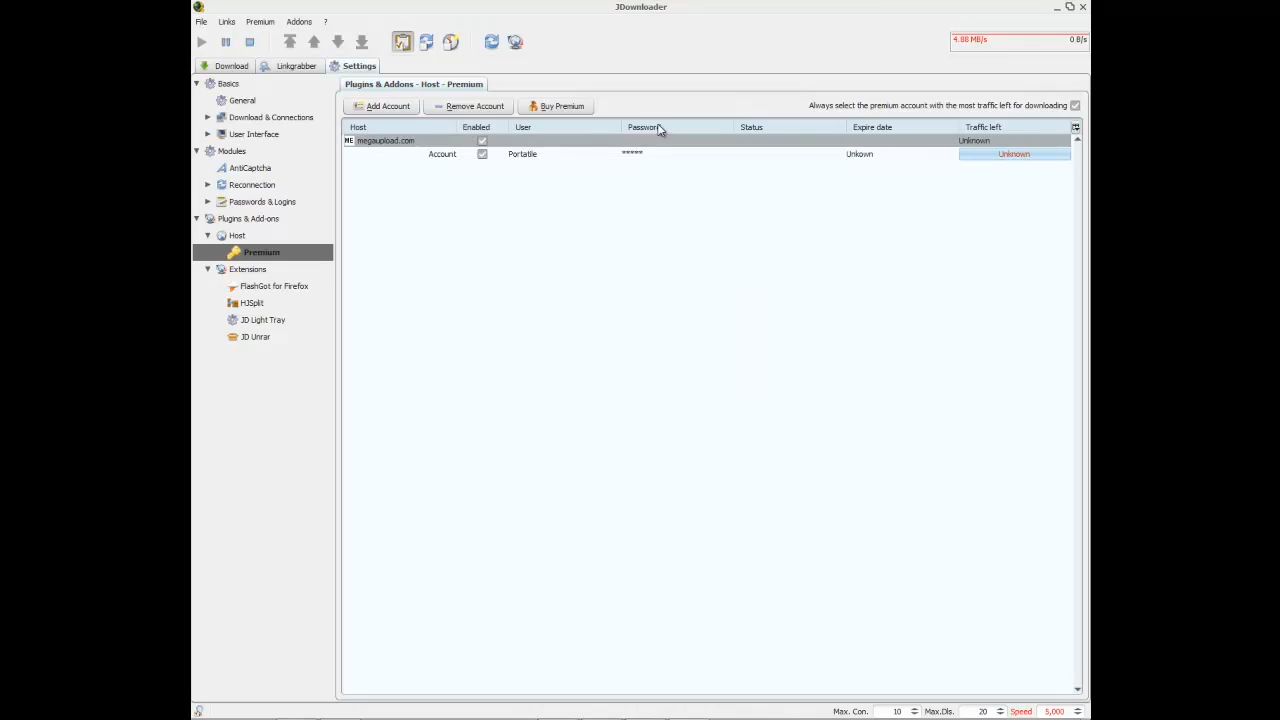 JDownloader
File Links Premium Addons ?
4.88 MB/s 0 B/s
Download Linkgrabber Settings
Basics
General
Download & Connections
User Interface
Modules
AntiCaptcha
Reconnection
Passwords & Logins
Plugins & Add-ons
Host
Premium
Extensions
FlashGot for Firefox
HJSplit
JD Light Tray
JD Unrar
Plugins & Addons - Host - Premium
Add Account Remove Account Buy Premium Always select the premium account with the most traffic left for downloading
Host Enabled User Password Status Expire date Traffic left
ME megaupload.com Unknown
Account Portatile ***** Unkown Unknown
Max. Con. 10 Max.Dls. 20 Speed 5,000